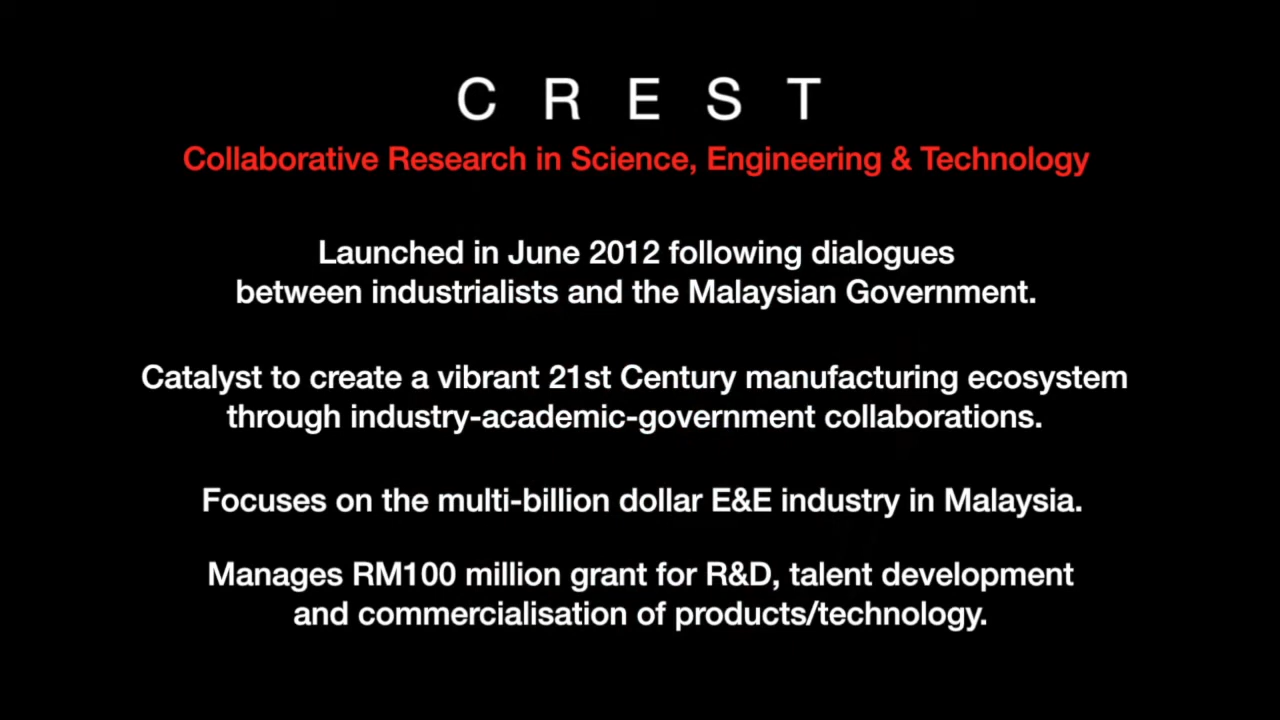 C R E S T
Collaborative Research in Science, Engineering & Technology
Launched in June 2012 following dialogues
between industrialists and the Malaysian Government.
Catalyst to create a vibrant 21st Century manufacturing ecosystem
through industry-academic-government collaborations.
Focuses on the multi-billion dollar E&E industry in Malaysia.
Manages RM100 million grant for R&D, talent development
and commercialisation of products/technology.